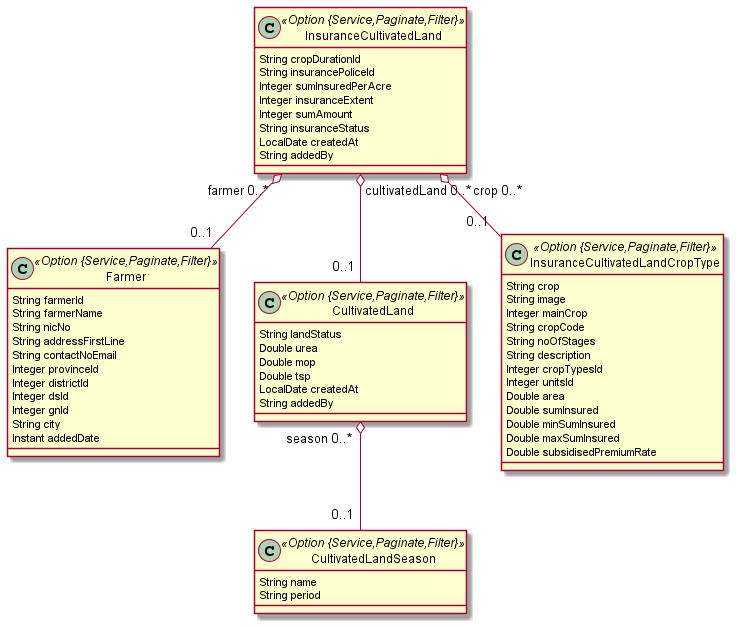 «Option {Service,Paginate,Filter}»
C
InsuranceCultivatedLand
String cropDurationId
String insurancePoliceId
Integer sumInsuredPerAcre
Integer insuranceExtent
Integer sumAmount
String insuranceStatus
LocalDate createdAt
String addedBy
farmer 0..*
cultivatedLand 0..*
crop 0..*
0..1
0..1
0..1
«Option {Service,Paginate,Filter}»
C
Farmer
String farmerId
String farmerName
String nicNo
String addressFirstLine
String contactNoEmail
Integer provinceId
Integer districtId
Integer dsId
Integer gnId
String city
Instant addedDate
«Option {Service,Paginate,Filter}»
C
CultivatedLand
String landStatus
Double urea
Double mop
Double tsp
LocalDate createdAt
String addedBy
«Option {Service,Paginate,Filter}»
C
InsuranceCultivatedLandCropType
String crop
String image
Integer mainCrop
String cropCode
String noOfStages
String description
Integer cropTypesId
Integer unitsId
Double area
Double sumInsured
Double minSumInsured
Double maxSumInsured
Double subsidisedPremiumRate
season 0..*
0..1
«Option {Service,Paginate,Filter}»
C
CultivatedLandSeason
String name
String period